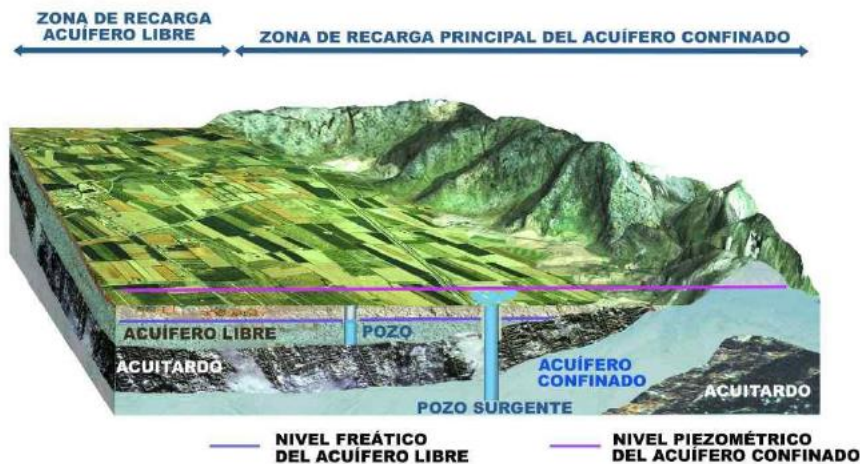 ZONA DE RECARGA
ACUÍFERO LIBRE
ZONA DE RECARGA PRINCIPAL DEL ACUÍFERO CONFINADO
ACUÍFERO LIBRE
POZO
ACUITARDO
ACUÍFERO
CONFINADO
ACUITARDO
POZO SURGENTE
NIVEL FREÁTICO
DEL ACUÍFERO LIBRE
NIVEL PIEZOMÉTRICO
DEL ACUÍFERO CONFINADO